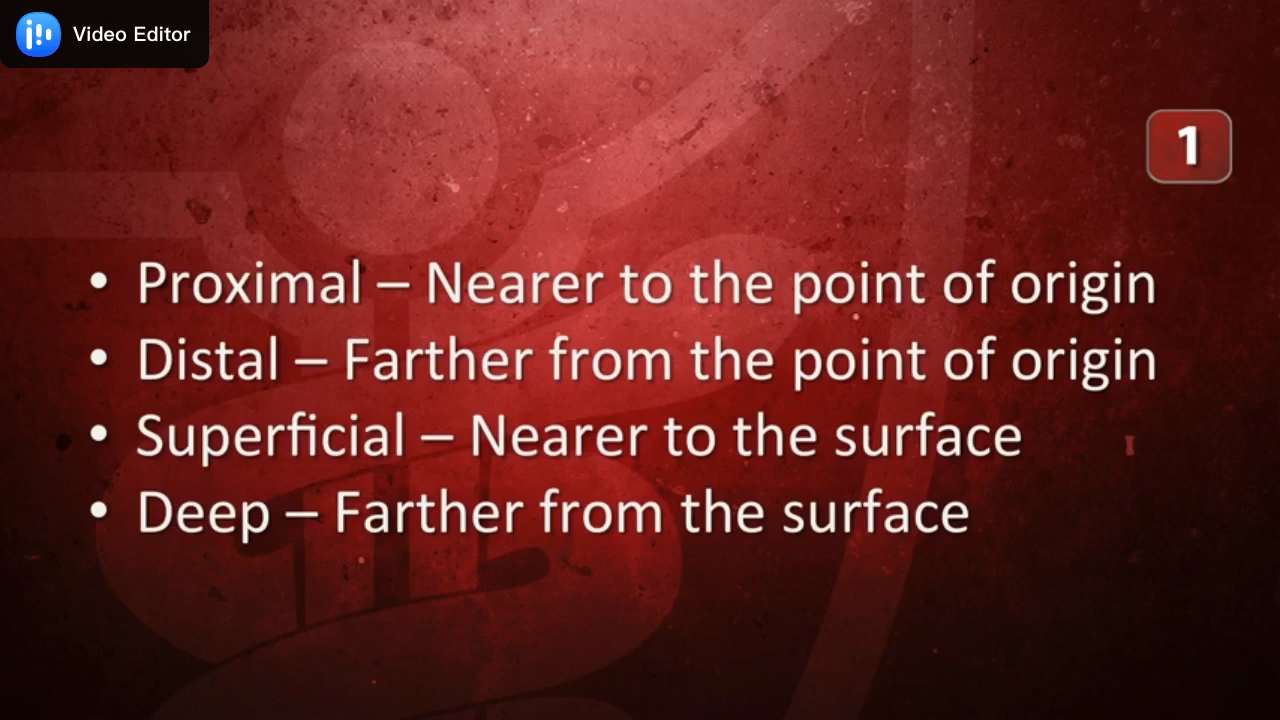 Video Editor
1
• Proximal – Nearer to the point of origin
• Distal – Farther from the point of origin
• Superficial – Nearer to the surface
• Deep – Farther from the surface